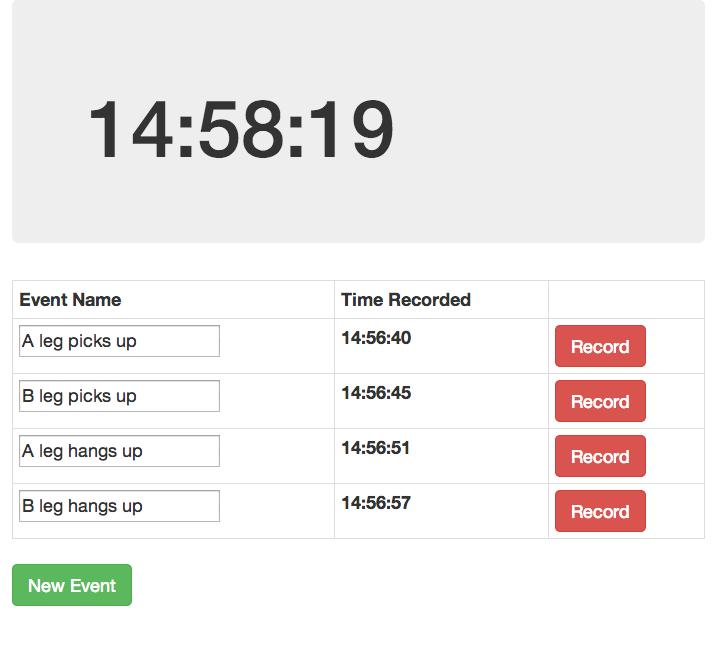 14:58:19
Event Name Time Recorded
A leg picks up 14:56:40 Record
B leg picks up 14:56:45 Record
A leg hangs up 14:56:51 Record
B leg hangs up 14:56:57 Record
New Event